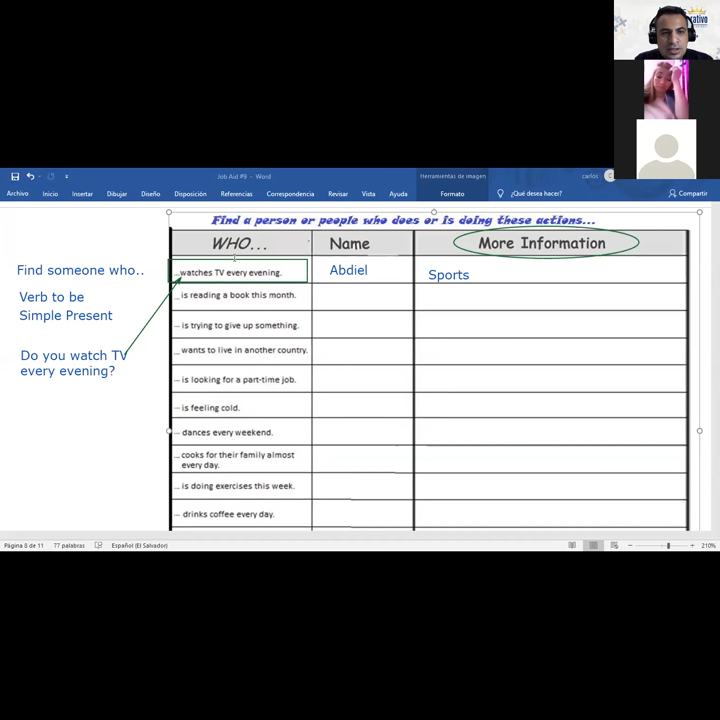 cativo
Job Aid #9 - Word
Herramientas de imagen
carlos
Archivo
Inicio
Insertar
Dibujar
Diseño
Disposición
Referencias
Correspondencia
Revisar
Vista
Ayuda
Formato
¿Qué desea hacer?
Compartir
Find a person or people who does or is doing these actions...
WHO...
Name
More Information
Find someone who..
Verb to be
Simple Present
Do you watch TV
every evening?
...watches TV every evening.
Abdiel
Sports
... is reading a book this month.
... is trying to give up something.
... wants to live in another country.
... is looking for a part-time job.
... is feeling cold.
... dances every weekend.
... cooks for their family almost
every day.
... is doing exercises this week.
... drinks coffee every day.
Página 8 de 11
77 palabras
Español (El Salvador)
210%